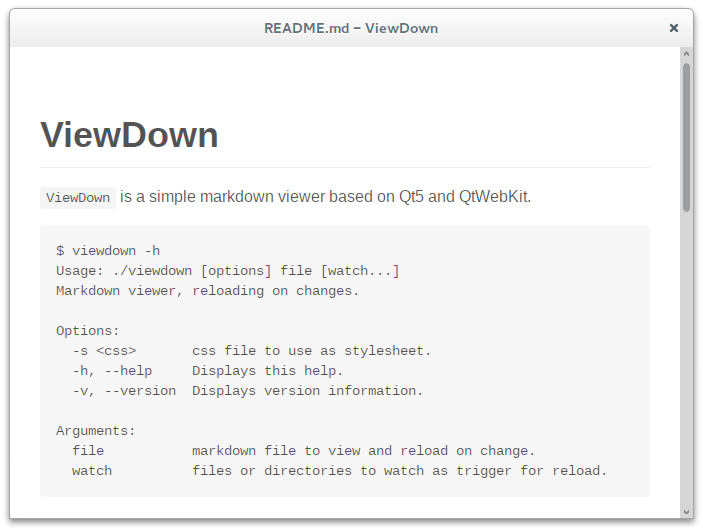 README.md – ViewDown
ViewDown
ViewDown is a simple markdown viewer based on Qt5 and QtWebKit.
$ viewdown -h
Usage: ./viewdown [options] file [watch...]
Markdown viewer, reloading on changes.
Options:
  -s <css>       css file to use as stylesheet.
  -h, --help     Displays this help.
  -v, --version  Displays version information.
Arguments:
  file           markdown file to view and reload on change.
  watch          files or directories to watch as trigger for reload.